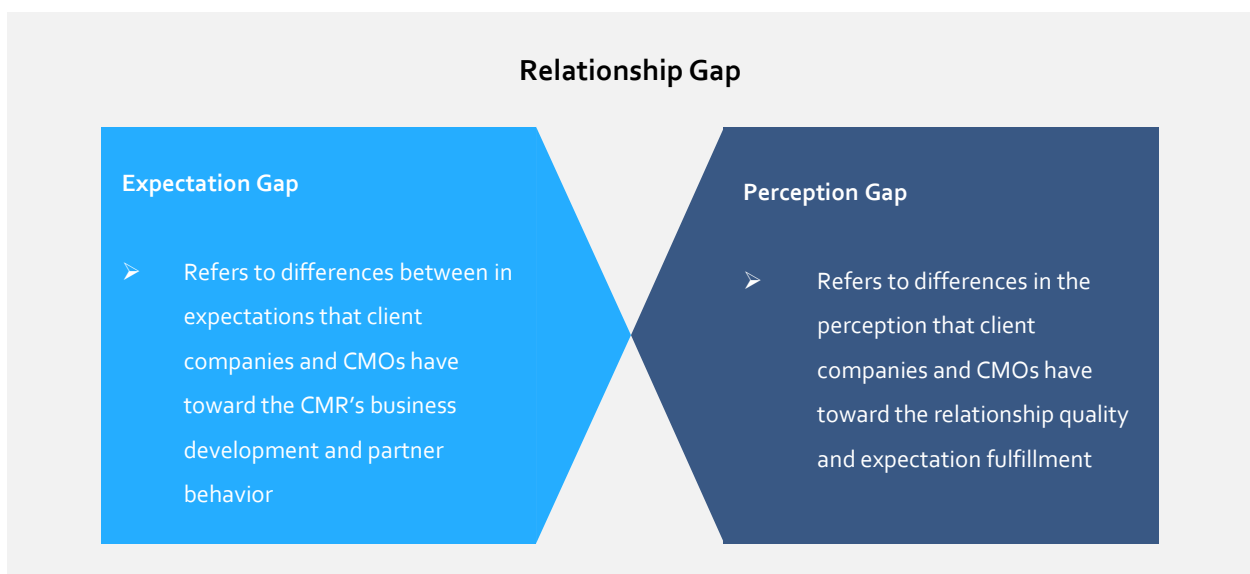 Relationship Gap
Expectation Gap
➢ Refers to differences between in
expectations that client
companies and CMOs have
toward the CMR’s business
development and partner
behavior
Perception Gap
➢ Refers to differences in the
perception that client
companies and CMOs have
toward the relationship quality
and expectation fulfillment